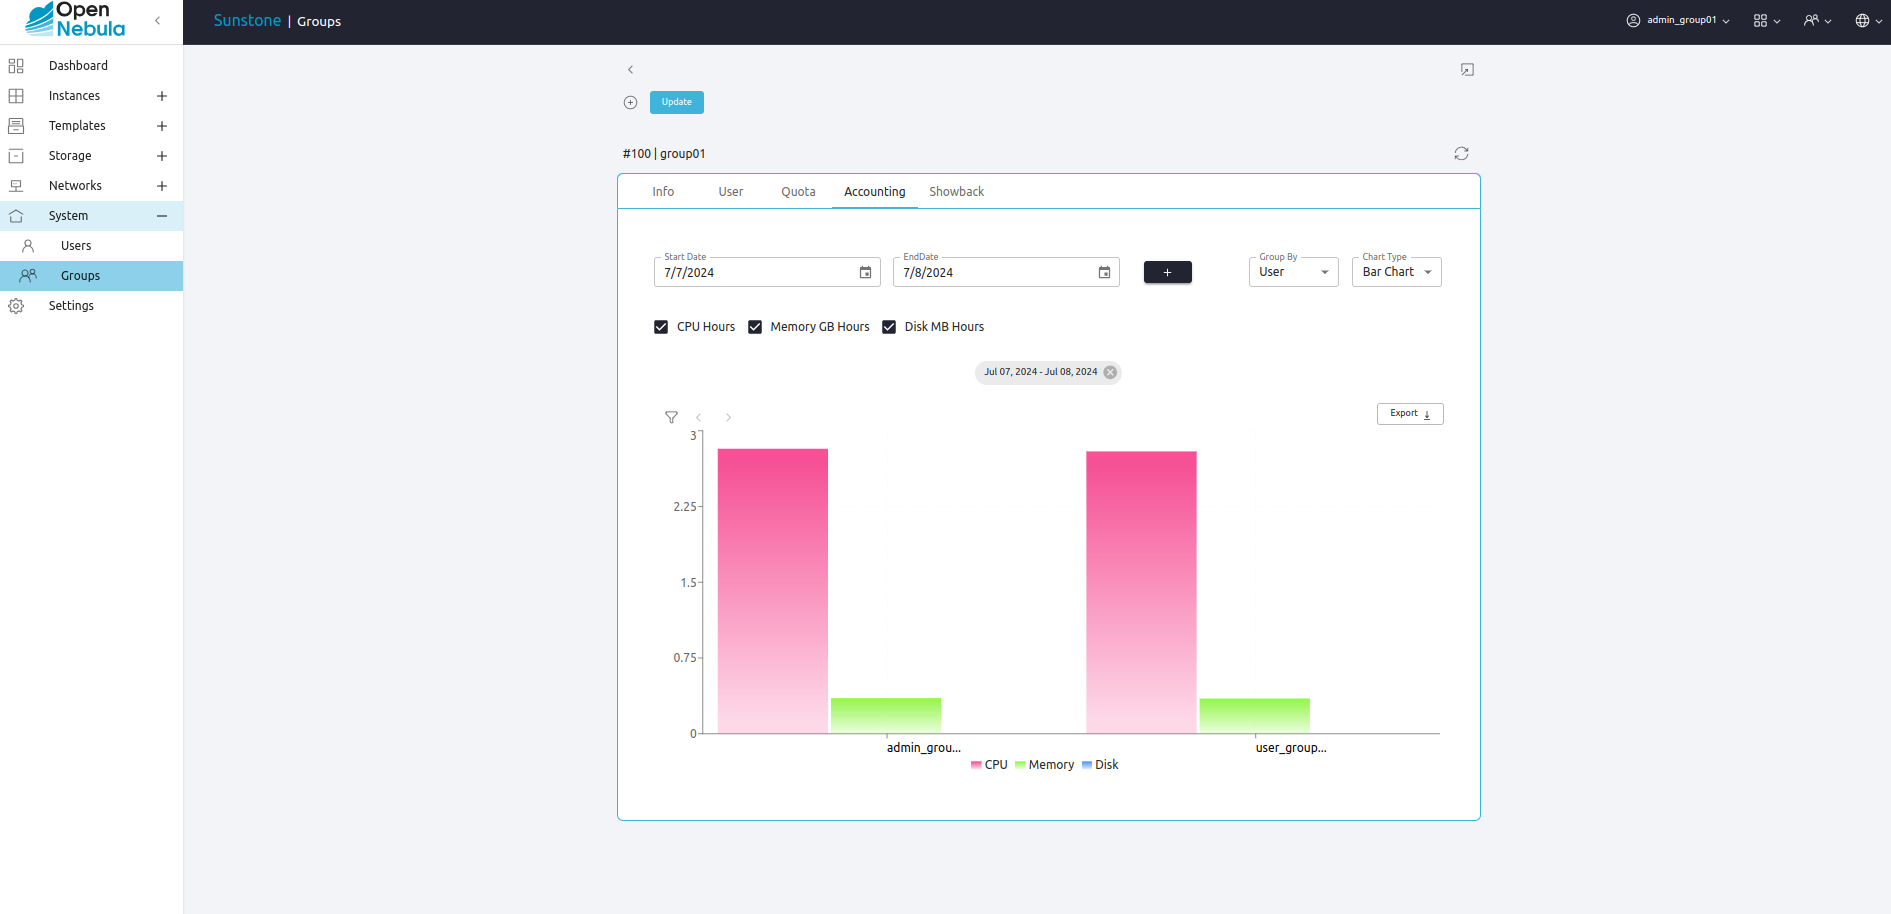 Open
Nebula
Sunstone | Groups
admin_group01
Dashboard
Instances
Templates
Storage
Networks
System
Users
Groups
Settings
Update
#100 | group01
Info User Quota Accounting Showback
Start Date
7/7/2024
EndDate
7/8/2024
+
Group By
User
Chart Type
Bar Chart
CPU Hours Memory GB Hours Disk MB Hours
Jul 07, 2024 - Jul 08, 2024
Export
3
2.25
1.5
0.75
0
admin_grou... user_group...
CPU Memory Disk